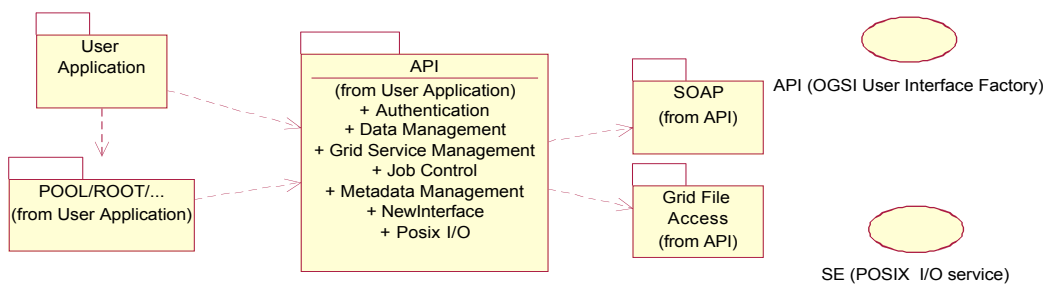 User
Application
POOL/ROOT/...
(from User Application)
API
(from User Application)
+ Authentication
+ Data Management
+ Grid Service Management
+ Job Control
+ Metadata Management
+ NewInterface
+ Posix I/O
SOAP
(from API)
Grid File
Access
(from API)
API (OGSI User Interface Factory)
SE (POSIX  I/O service)